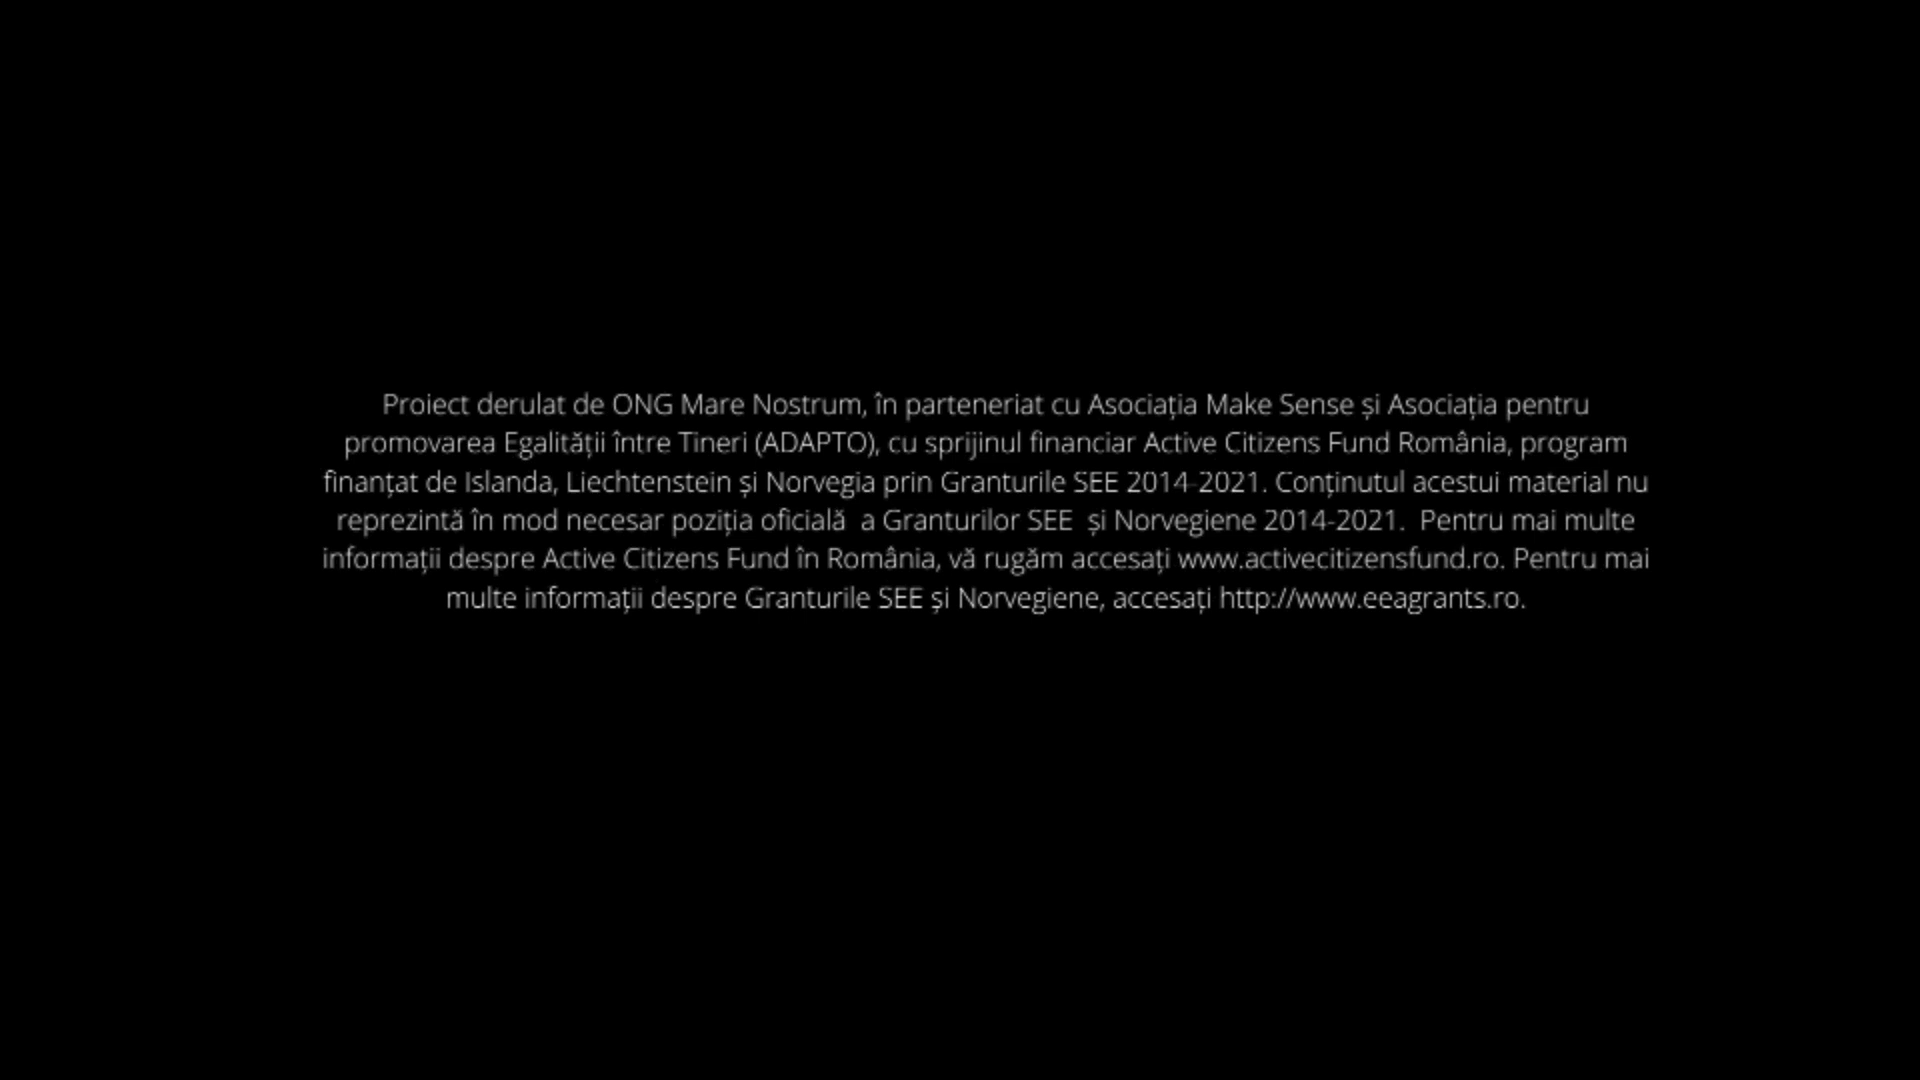 Proiect derulat de ONG Mare Nostrum, în parteneriat cu Asociația Make Sense și Asociația pentru
promovarea Egalității între Tineri (ADAPTO), cu sprijinul financiar Active Citizens Fund România, program
finanțat de Islanda, Liechtenstein și Norvegia prin Granturile SEE 2014-2021. Conținutul acestui material nu
reprezintă în mod necesar poziția oficială  a Granturilor SEE  și Norvegiene 2014-2021.  Pentru mai multe
informații despre Active Citizens Fund în România, vă rugăm accesați www.activecitizensfund.ro. Pentru mai
multe informații despre Granturile SEE și Norvegiene, accesați http://www.eeagrants.ro.